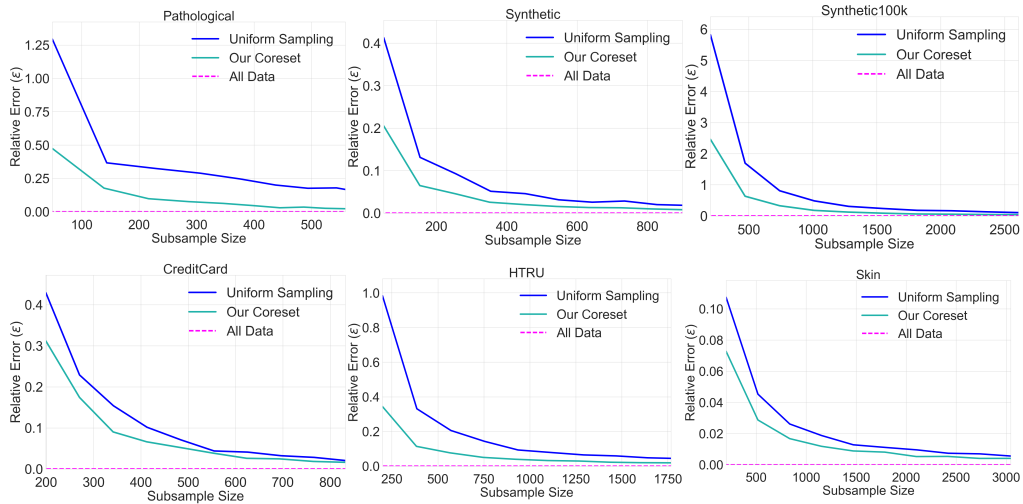 Pathological
Relative Error (ε)
1.25
1.00
0.75
0.50
0.25
0.00
Uniform Sampling
Our Coreset
All Data
100 200 300 400 500
Subsample Size
Synthetic
Relative Error (ε)
0.4
0.3
0.2
0.1
0.0
Uniform Sampling
Our Coreset
All Data
200 400 600 800
Subsample Size
Synthetic100k
Relative Error (ε)
6
5
4
3
2
1
0
Uniform Sampling
Our Coreset
All Data
500 1000 1500 2000 2500
Subsample Size
CreditCard
Relative Error (ε)
0.4
0.3
0.2
0.1
0.0
Uniform Sampling
Our Coreset
All Data
200 300 400 500 600 700 800
Subsample Size
HTRU
Relative Error (ε)
1.0
0.8
0.6
0.4
0.2
0.0
Uniform Sampling
Our Coreset
All Data
250 500 750 1000 1250 1500 1750
Subsample Size
Skin
Relative Error (ε)
0.10
0.08
0.06
0.04
0.02
0.00
Uniform Sampling
Our Coreset
All Data
500 1000 1500 2000 2500 3000
Subsample Size